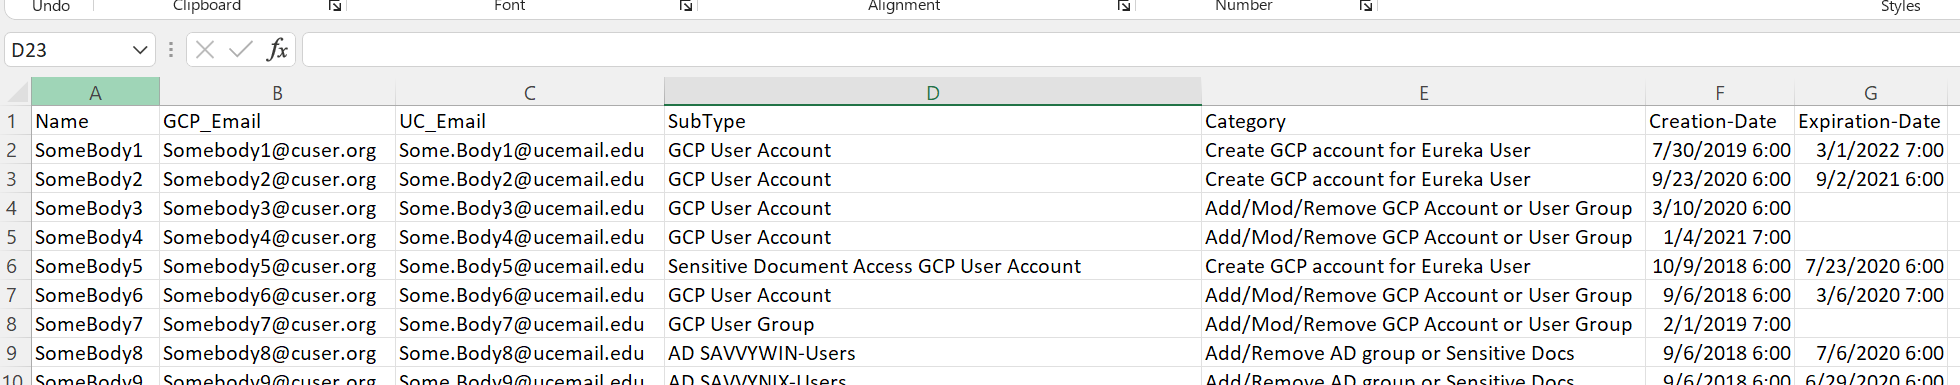 Undo Clipboard Font Alignment Number Styles
D23 fx
A B C D E F G
1 Name GCP_Email UC_Email SubType Category Creation-Date Expiration-Date
2 SomeBody1 Somebody1@cuser.org Some.Body1@ucemail.edu GCP User Account Create GCP account for Eureka User 7/30/2019 6:00 3/1/2022 7:00
3 SomeBody2 Somebody2@cuser.org Some.Body2@ucemail.edu GCP User Account Create GCP account for Eureka User 9/23/2020 6:00 9/2/2021 6:00
4 SomeBody3 Somebody3@cuser.org Some.Body3@ucemail.edu GCP User Account Add/Mod/Remove GCP Account or User Group 3/10/2020 6:00
5 SomeBody4 Somebody4@cuser.org Some.Body4@ucemail.edu GCP User Account Add/Mod/Remove GCP Account or User Group 1/4/2021 7:00
6 SomeBody5 Somebody5@cuser.org Some.Body5@ucemail.edu Sensitive Document Access GCP User Account Create GCP account for Eureka User 10/9/2018 6:00 7/23/2020 6:00
7 SomeBody6 Somebody6@cuser.org Some.Body6@ucemail.edu GCP User Account Add/Mod/Remove GCP Account or User Group 9/6/2018 6:00 3/6/2020 7:00
8 SomeBody7 Somebody7@cuser.org Some.Body7@ucemail.edu GCP User Group Add/Mod/Remove GCP Account or User Group 2/1/2019 7:00
9 SomeBody8 Somebody8@cuser.org Some.Body8@ucemail.edu AD SAVVYWIN-Users Add/Remove AD group or Sensitive Docs 9/6/2018 6:00 7/6/2020 6:00
10 SomeBody9 Somebody9@cuser.org Some.Body9@ucemail.edu AD SAVVYNIX-Users Add/Remove AD group or Sensitive Docs 9/6/2018 6:00 6/29/2020 6:00